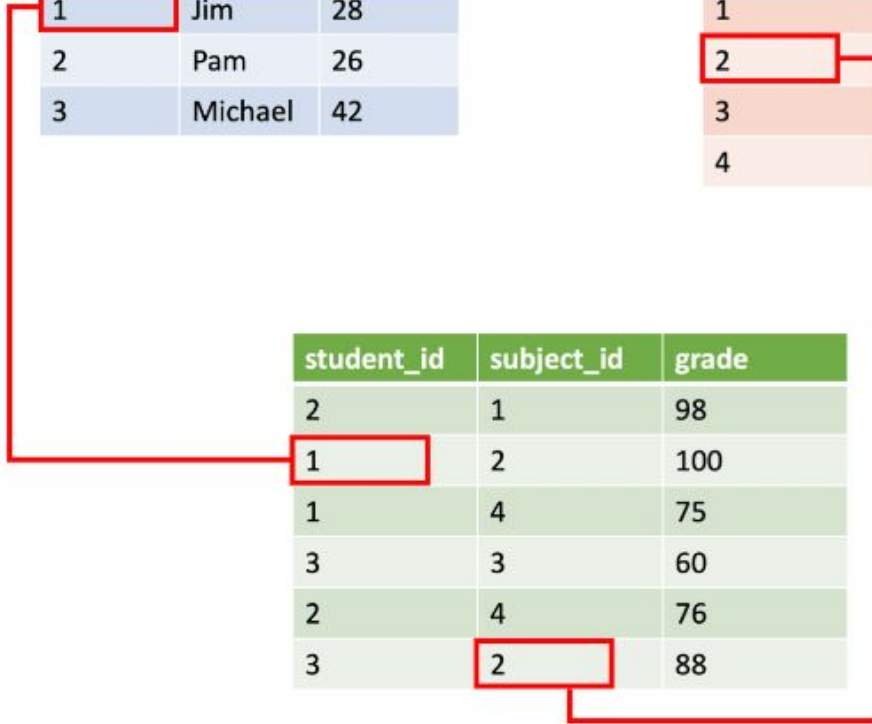 1 Jim 28
2 Pam 26
3 Michael 42
1
2
3
4
student_id subject_id grade
2 1 98
1 2 100
1 4 75
3 3 60
2 4 76
3 2 88